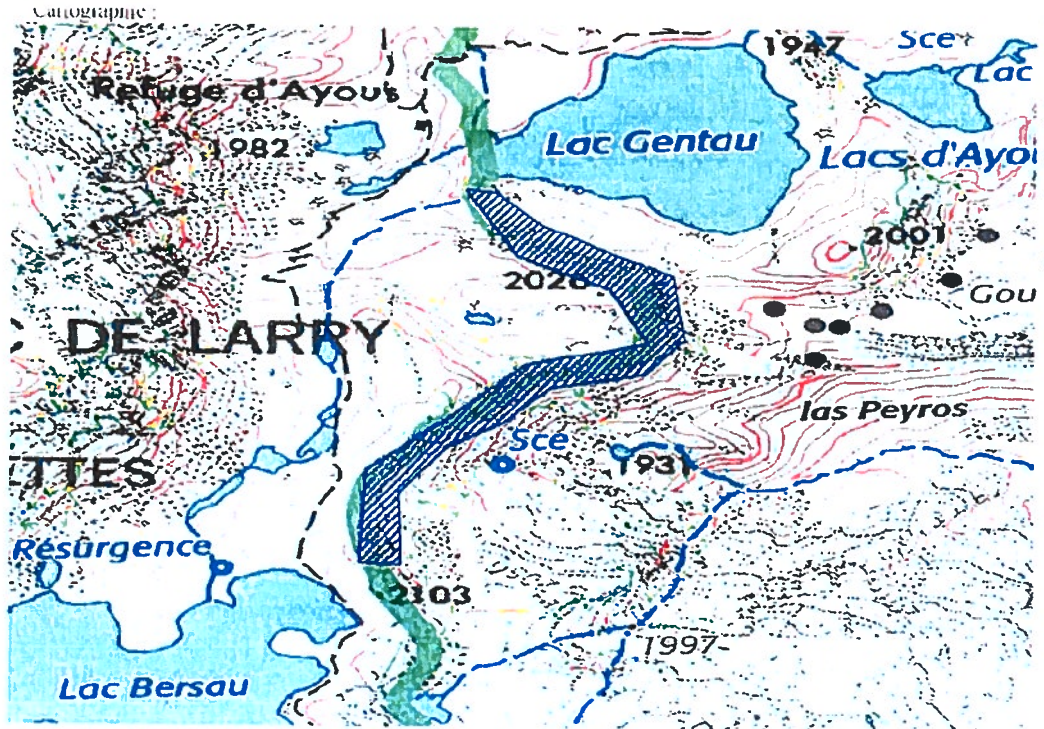 Cartographie :
1947
Sce
Lac
Refuge d'Ayous
1982
Lac Gentau
Lacs d'Ayou
2001
2026
Gou
DE LARRY
las Peyros
Sce
1931
TTES
Résurgence
2103
1997
Lac Bersau